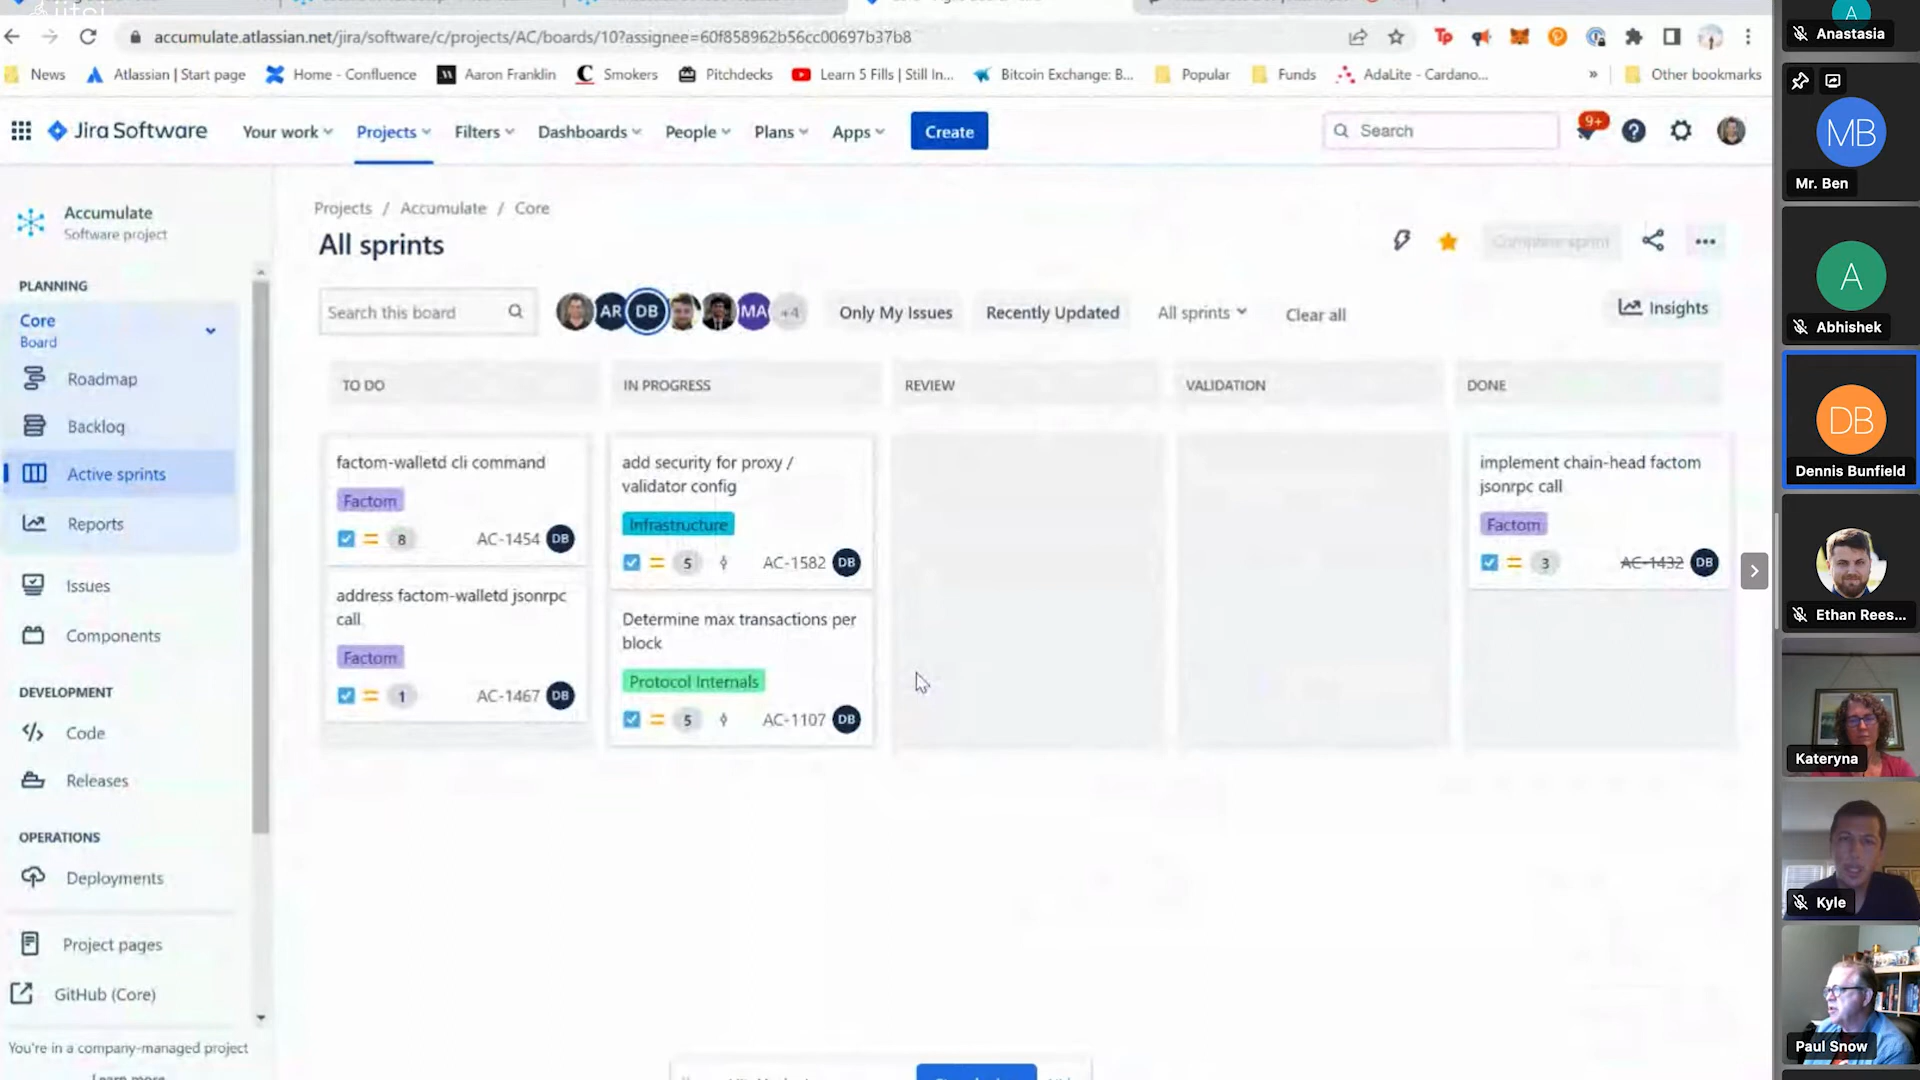 accumulate.atlassian.net/jira/software/c/projects/AC/boards/10?assignee=60f858962b56cc00697b37b8
News
Atlassian | Start page
Home - Confluence
Aaron Franklin
Smokers
Pitchdecks
Learn 5 Fills | Still In...
Bitcoin Exchange: B...
Popular
Funds
AdaLite - Cardano...
»
Other bookmarks
Jira Software
Your work
Projects
Filters
Dashboards
People
Plans
Apps
Create
Search
9+
Accumulate
Software project
PLANNING
Core
Board
Roadmap
Backlog
Active sprints
Reports
Issues
Components
DEVELOPMENT
Code
Releases
OPERATIONS
Deployments
Project pages
GitHub (Core)
You're in a company-managed project
Learn more
Projects / Accumulate / Core
All sprints
Complete sprint
Search this board
AR
DB
MA
+4
Only My Issues
Recently Updated
All sprints
Clear all
Insights
TO DO
factom-walletd cli command
Factom
8
AC-1454
DB
address factom-walletd jsonrpc
call
Factom
1
AC-1467
DB
IN PROGRESS
add security for proxy /
validator config
Infrastructure
5
AC-1582
DB
Determine max transactions per
block
Protocol Internals
5
AC-1107
DB
REVIEW
VALIDATION
DONE
implement chain-head factom
jsonrpc call
Factom
3
AC-1432
DB
A
Anastasia
MB
Mr. Ben
A
Abhishek
DB
Dennis Bunfield
Ethan Rees...
Kateryna
Kyle
Paul Snow